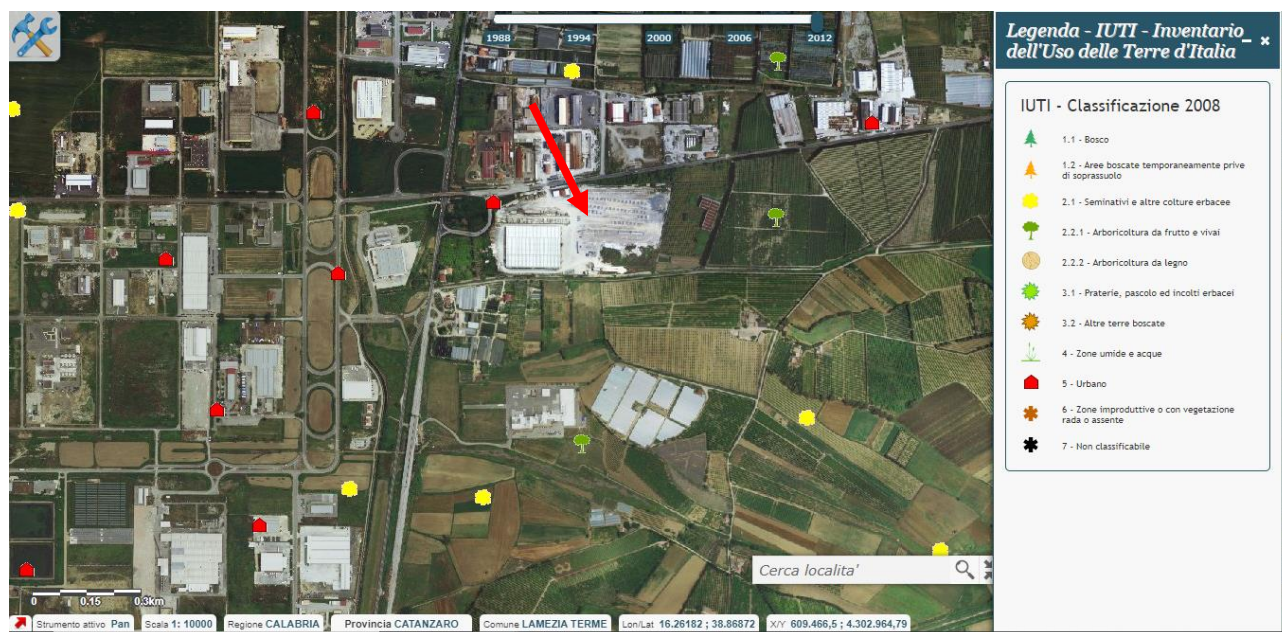 1988 1994 2000 2006 2012
Legenda - IUTI - Inventario
dell'Uso delle Terre d'Italia
IUTI - Classificazione 2008
1.1 - Bosco
1.2 - Aree boscate temporaneamente prive
di soprassuolo
2.1 - Seminativi e altre colture erbacee
2.2.1 - Arboricoltura da frutto e vivai
2.2.2 - Arboricoltura da legno
3.1 - Praterie, pascolo ed incolti erbacei
3.2 - Altre terre boscate
4 - Zone umide e acque
5 - Urbano
6 - Zone improduttive o con vegetazione
rada o assente
7 - Non classificabile
Cerca localita'
0 0.15 0.3km
Strumento attivo Pan Scala 1: 10000 Regione CALABRIA Provincia CATANZARO Comune LAMEZIA TERME Lon/Lat 16.26182 ; 38.86872 X/Y 609.466,5 ; 4.302.964,79